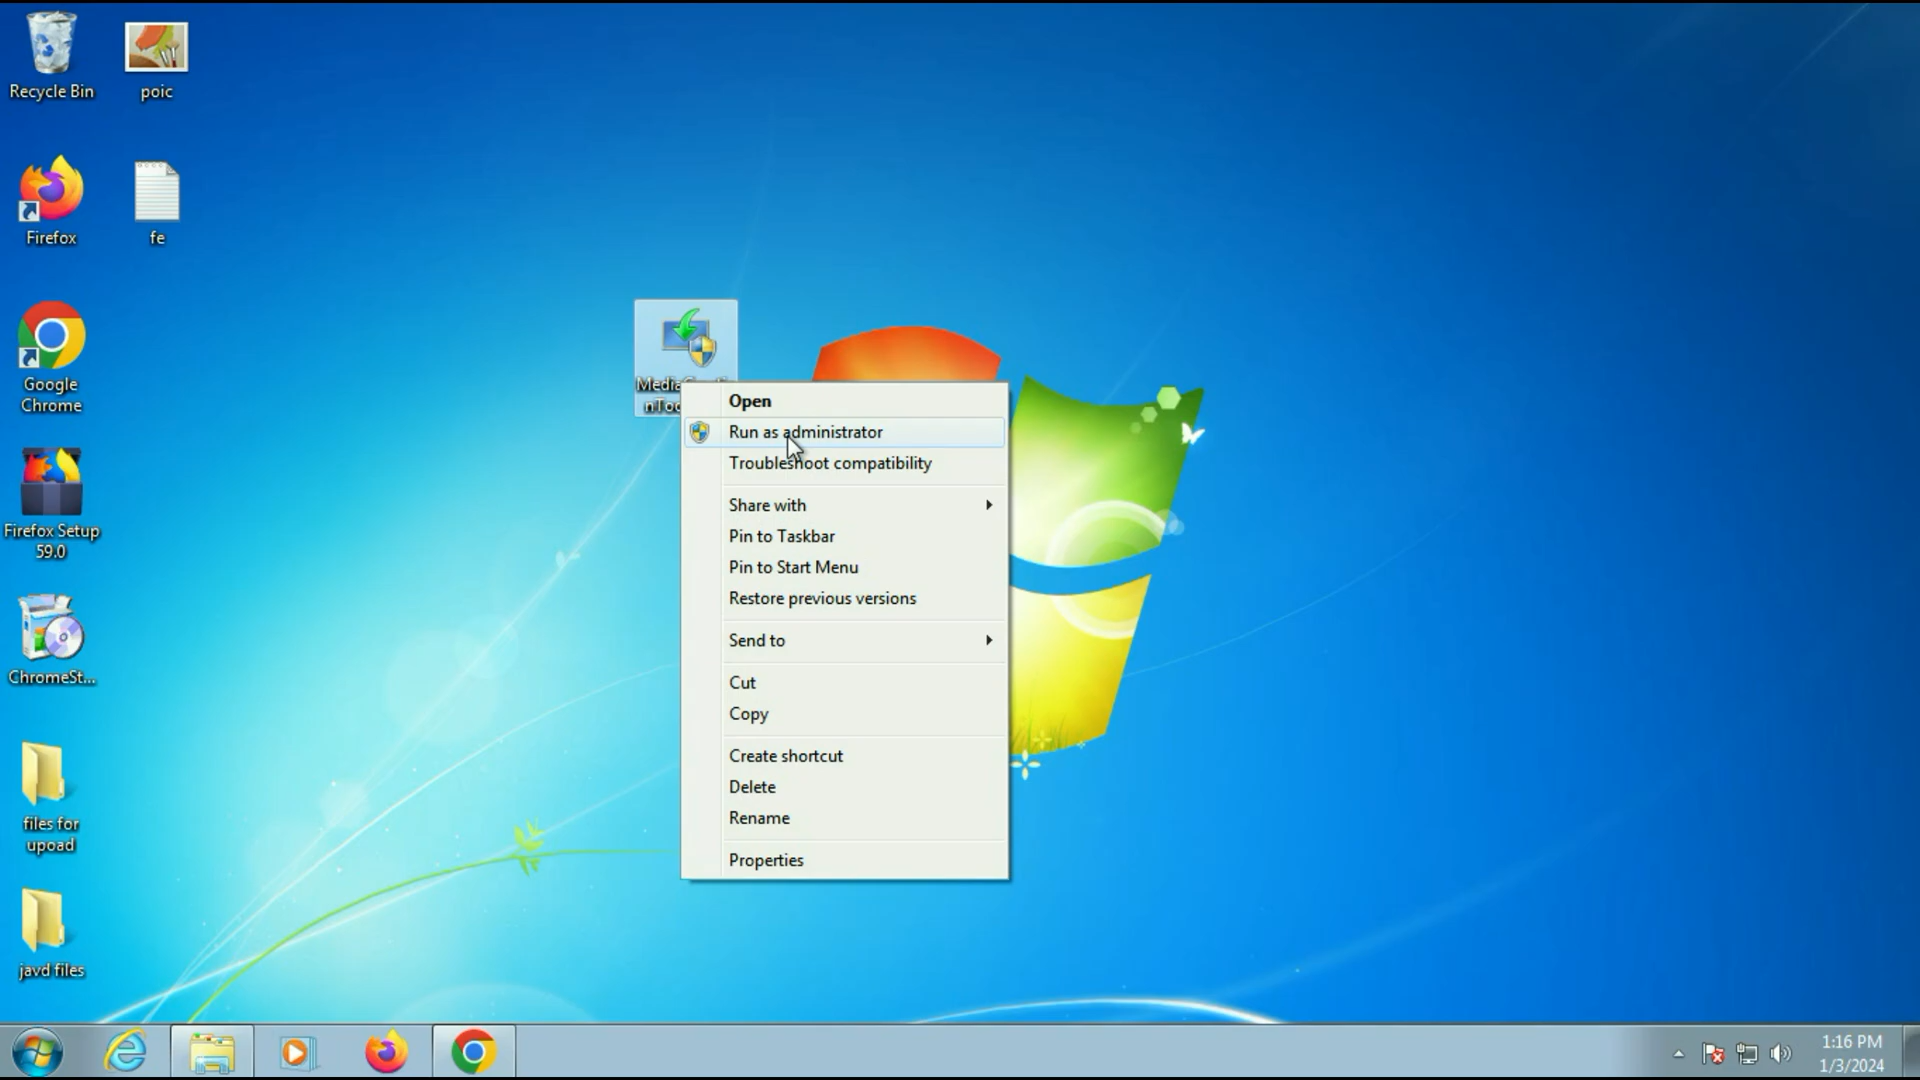 Recycle Bin
poic
Firefox
fe
Google
Chrome
Firefox Setup
59.0
ChromeSt...
files for
upoad
javd files
Open
Run as administrator
Troubleshoot compatibility
Share with
Pin to Taskbar
Pin to Start Menu
Restore previous versions
Send to
Cut
Copy
Create shortcut
Delete
Rename
Properties
1:16 PM
1/3/2024